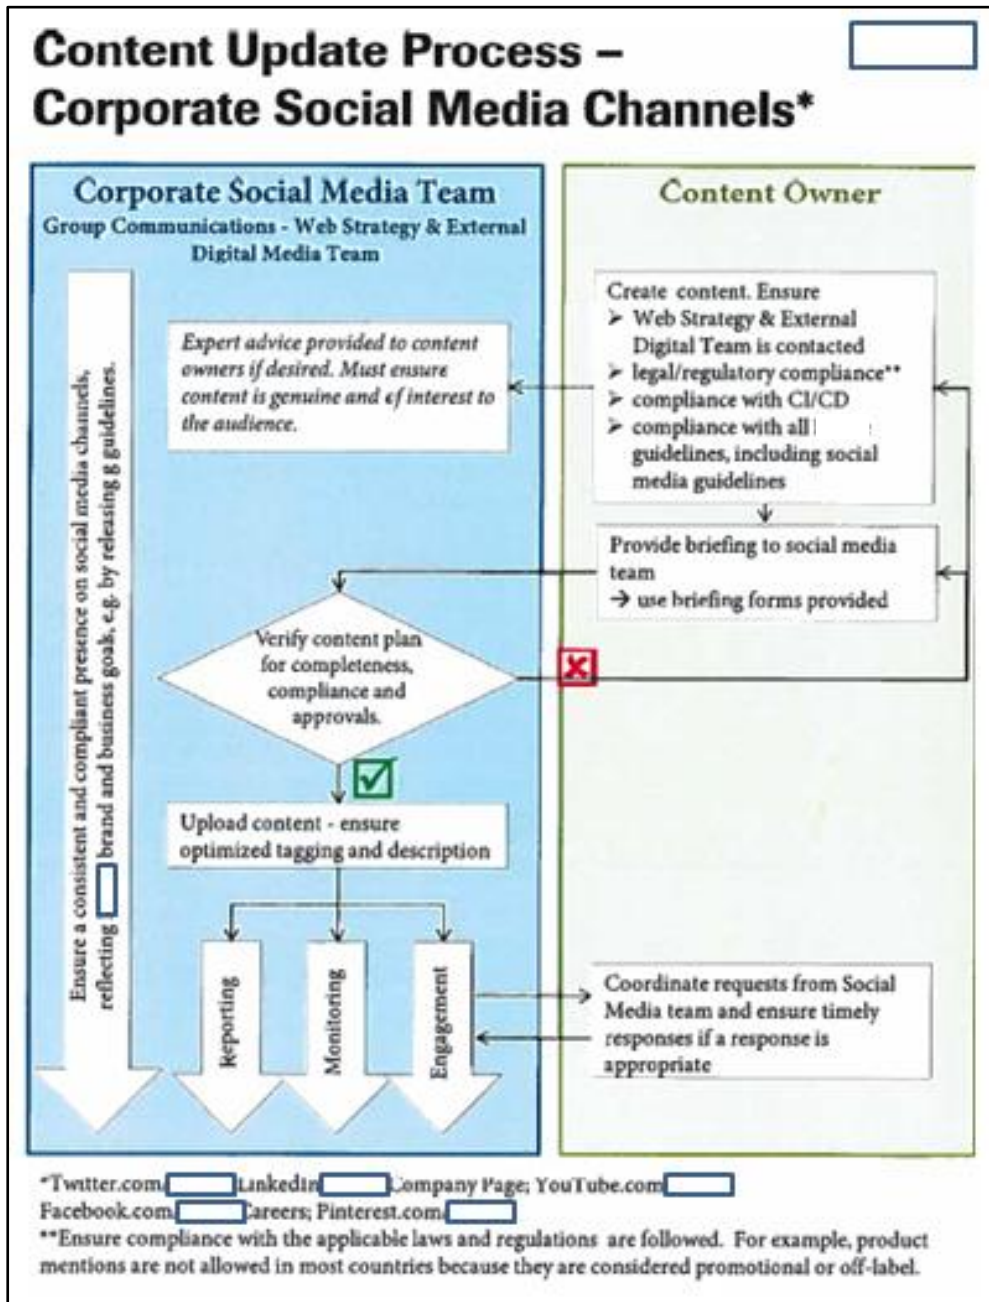 Content Update Process –
Corporate Social Media Channels*
Corporate Social Media Team
Group Communications - Web Strategy & External
Digital Media Team
Content Owner
Ensure a consistent and compliant presence on social media channels,
reflecting brand and business goals, e.g. by releasing g guidelines.
Expert advice provided to content
owners if desired. Must ensure
content is genuine and of interest to
the audience.
Create content. Ensure
➢ Web Strategy & External
Digital Team is contacted
➢ legal/regulatory compliance**
➢ compliance with CI/CD
➢ compliance with all
guidelines, including social
media guidelines
Provide briefing to social media
team
→ use briefing forms provided
Verify content plan
for completeness,
compliance and
approvals.
Upload content - ensure
optimized tagging and description
Reporting
Monitoring
Engagement
Coordinate requests from Social
Media team and ensure timely
responses if a response is
appropriate
*Twitter.com LinkedIn Company Page; YouTube.com
Facebook.com Careers; Pinterest.com
**Ensure compliance with the applicable laws and regulations are followed. For example, product
mentions are not allowed in most countries because they are considered promotional or off-label.